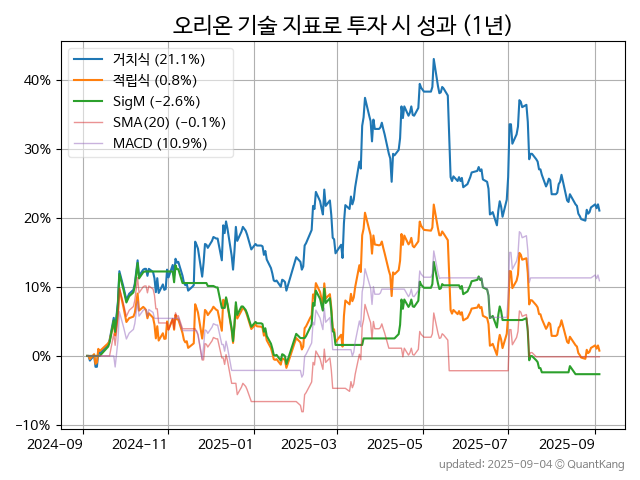 오리온 기술 지표로 투자 시 성과 (1년)
거치식 (21.1%)
적립식 (0.8%)
SigM (−2.6%)
SMA(20) (−0.1%)
MACD (10.9%)
40%
30%
20%
10%
0%
−10%
2024-09
2024-11
2025-01
2025-03
2025-05
2025-07
2025-09
updated: 2025-09-04 © QuantKang